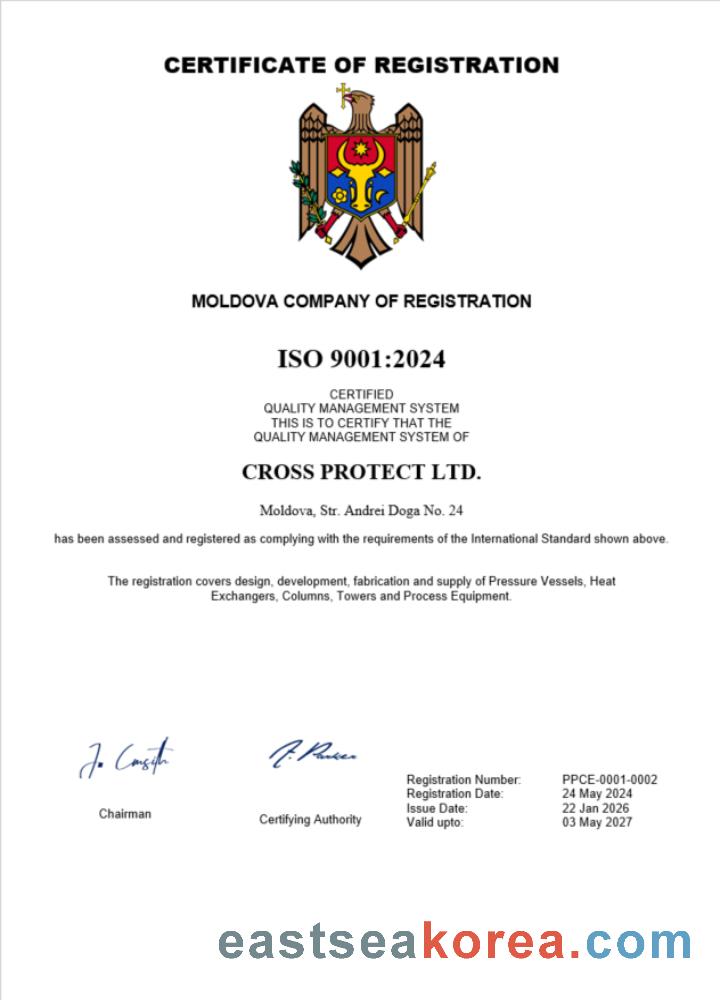 CERTIFICATE OF REGISTRATION
MOLDOVA COMPANY OF REGISTRATION
ISO 9001:2024
CERTIFIED
QUALITY MANAGEMENT SYSTEM
THIS IS TO CERTIFY THAT THE
QUALITY MANAGEMENT SYSTEM OF
CROSS PROTECT LTD.
Moldova, Str. Andrei Doga No. 24
has been assessed and registered as complying with the requirements of the International Standard shown above.
The registration covers design, development, fabrication and supply of Pressure Vessels, Heat
Exchangers, Columns, Towers and Process Equipment.
Chairman
Certifying Authority
Registration Number: PPCE-0001-0002
Registration Date: 24 May 2024
Issue Date: 22 Jan 2026
Valid upto: 03 May 2027
eastseakorea.com